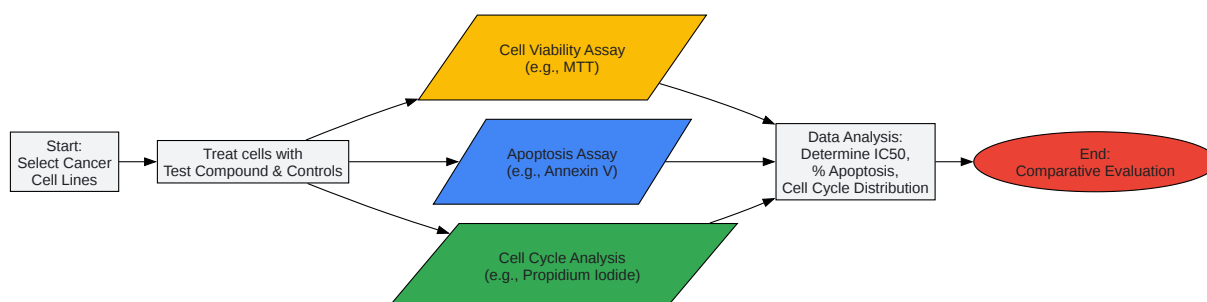 Start:
Select Cancer
Cell Lines
Treat cells with
Test Compound & Controls
Cell Viability Assay
(e.g., MTT)
Apoptosis Assay
(e.g., Annexin V)
Cell Cycle Analysis
(e.g., Propidium Iodide)
Data Analysis:
Determine IC50,
% Apoptosis,
Cell Cycle Distribution
End:
Comparative Evaluation